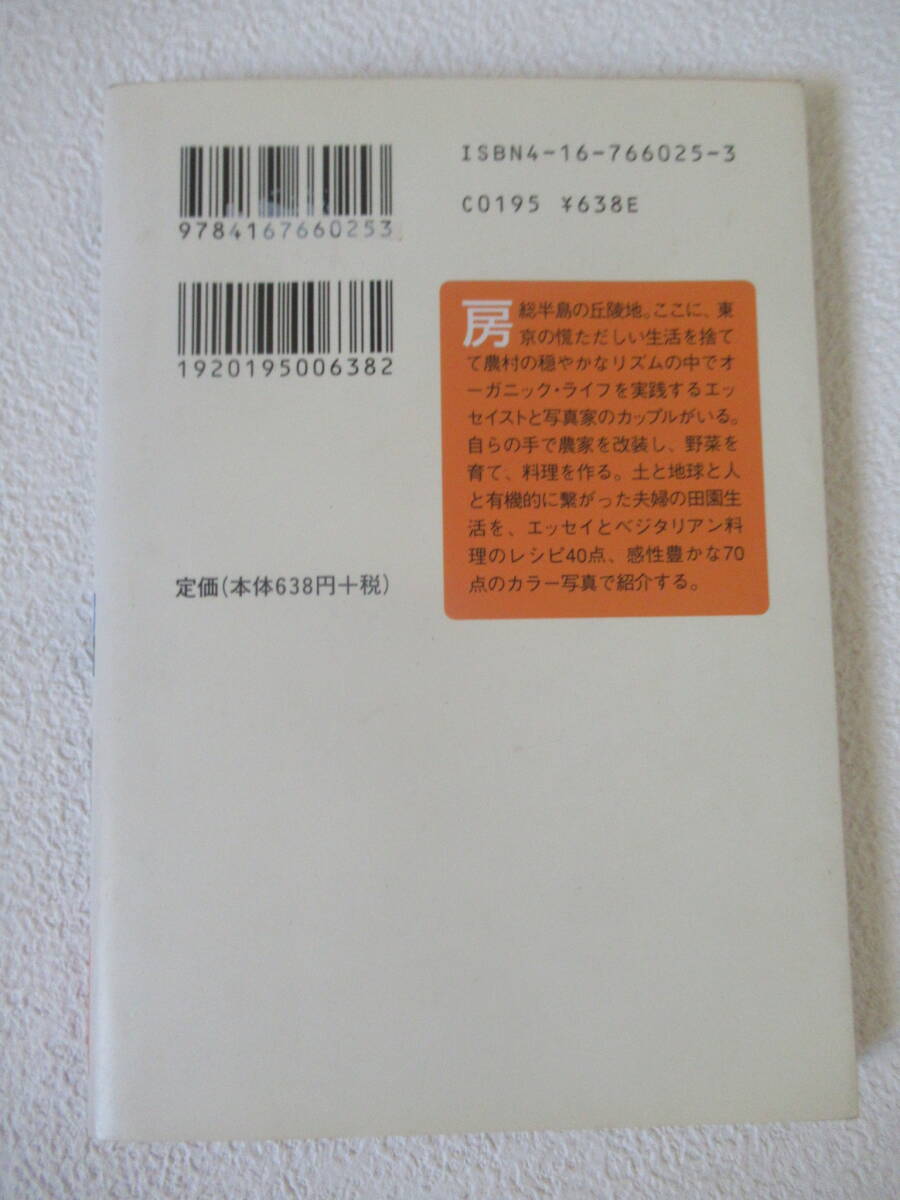 9784167660253
1920195006382
ISBN4-16-766025-3
C0195 ¥638E
房総半島の丘陵地。ここに、東
京の慌ただしい生活を捨て
て農村の穏やかなリズムの中でオ
ーガニック・ライフを実践するエッ
セイストと写真家のカップルがいる。
自らの手で農家を改装し、野菜を
育て、料理を作る。土と地球と人
と有機的に繋がった夫婦の田園生
活を、エッセイとベジタリアン料
理のレシピ40点、感性豊かな70
点のカラー写真で紹介する。
定価(本体638円+税)